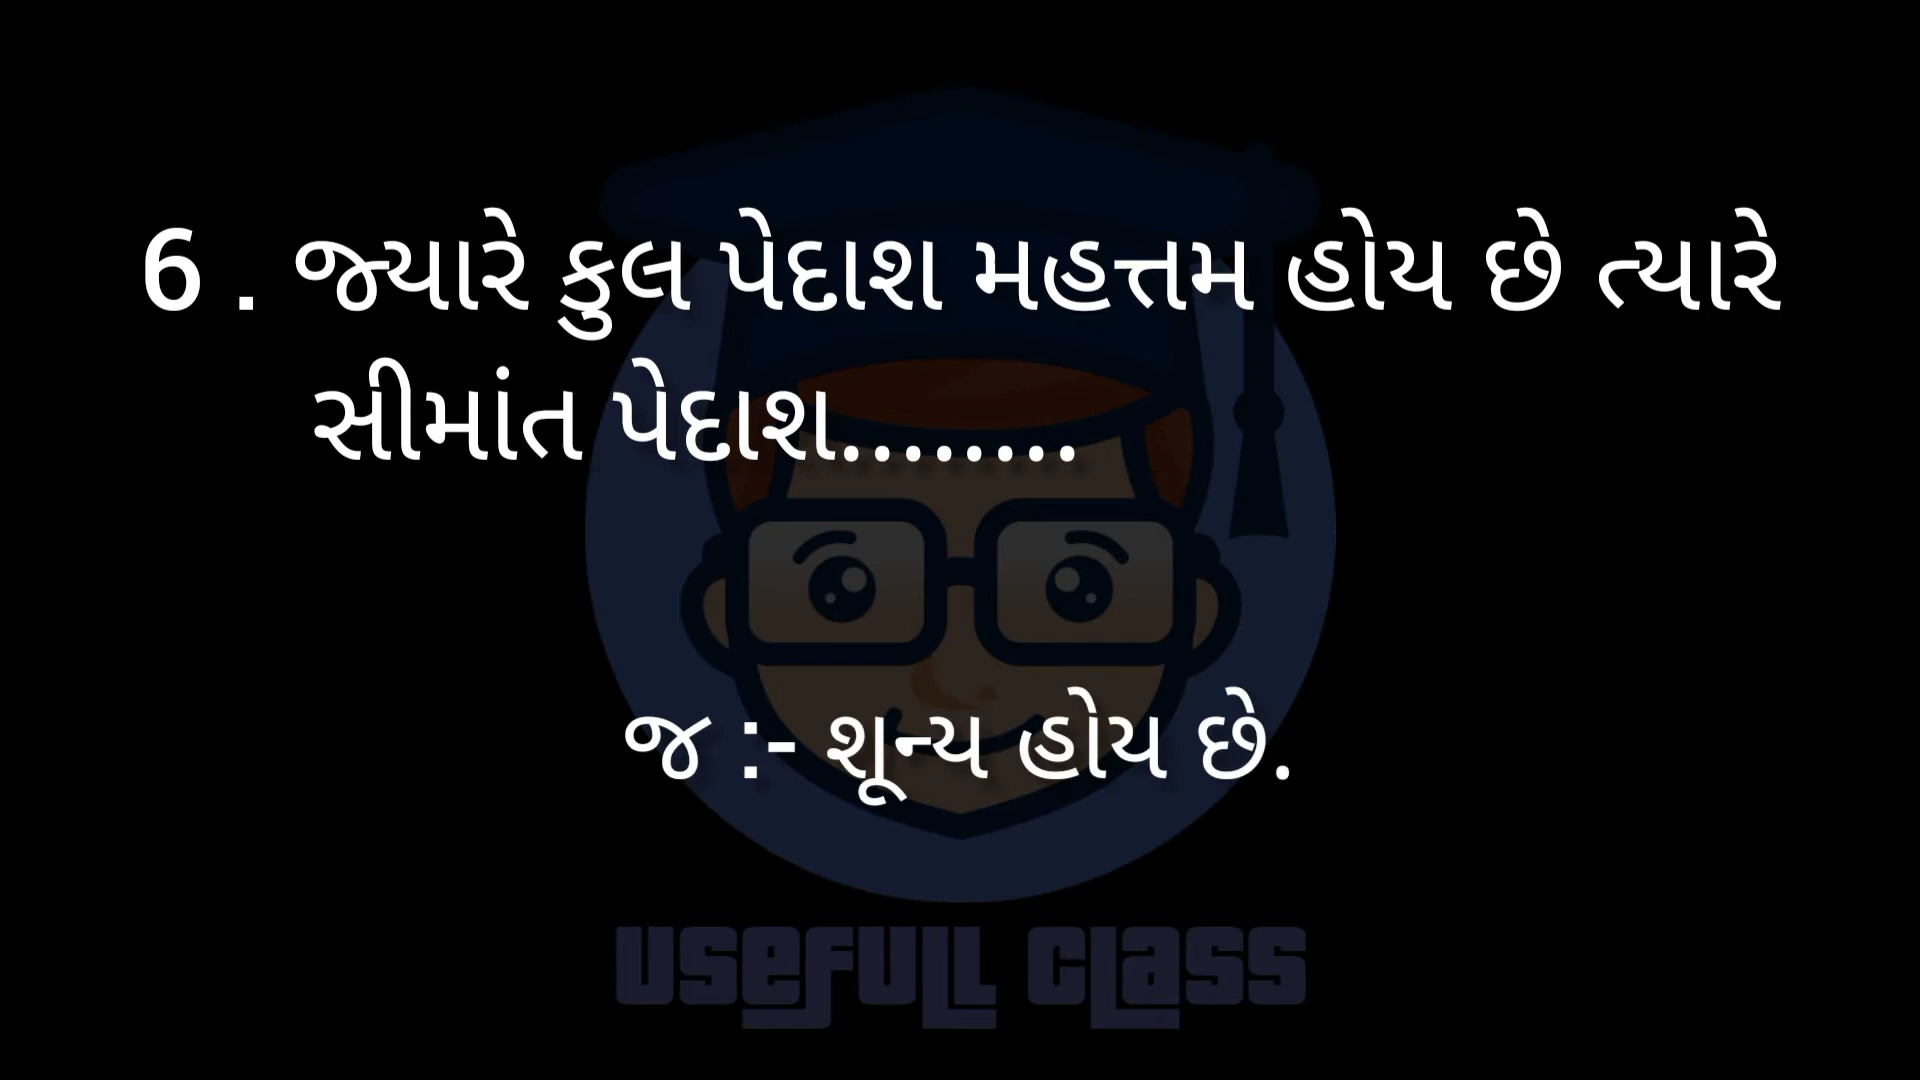 6 . જ્યારે કુલ પેદાશ મહત્તમ હોય છે ત્યારે
સીમાંત પેદાશ........
જ :- શૂન્ય હોય છે.
USEFULL CLASS